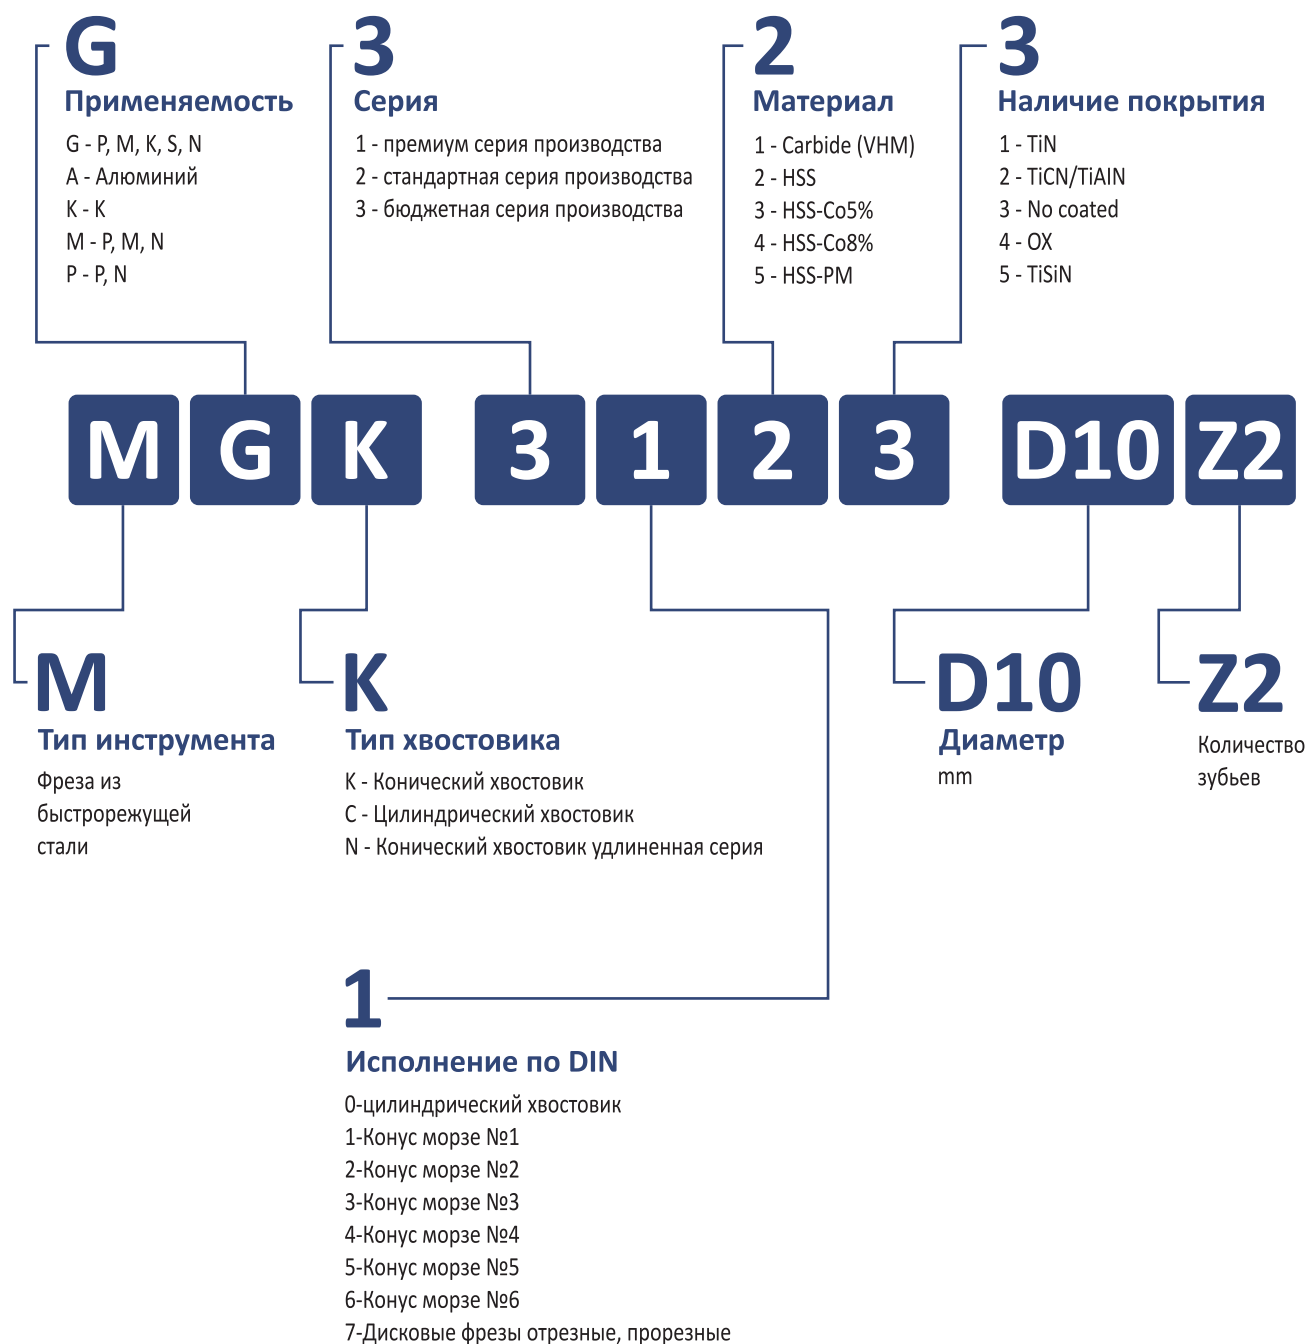 G
Применяемость
G - P, M, K, S, N
A - Алюминий
K - K
M - P, M, N
P - P, N
3
Серия
1 - премиум серия производства
2 - стандартная серия производства
3 - бюджетная серия производства
2
Материал
1 - Carbide (VHM)
2 - HSS
3 - HSS-Co5%
4 - HSS-Co8%
5 - HSS-PM
3
Наличие покрытия
1 - TiN
2 - TiCN/TiAIN
3 - No coated
4 - OX
5 - TiSiN
M G K 3 1 2 3 D10 Z2
M
Тип инструмента
Фреза из
быстрорежущей
стали
K
Тип хвостовика
K - Конический хвостовик
C - Цилиндрический хвостовик
N - Конический хвостовик удлиненная серия
D10
Диаметр
mm
Z2
Количество
зубьев
1
Исполнение по DIN
0-цилиндрический хвостовик
1-Конус морзе №1
2-Конус морзе №2
3-Конус морзе №3
4-Конус морзе №4
5-Конус морзе №5
6-Конус морзе №6
7-Дисковые фрезы отрезные, прорезные